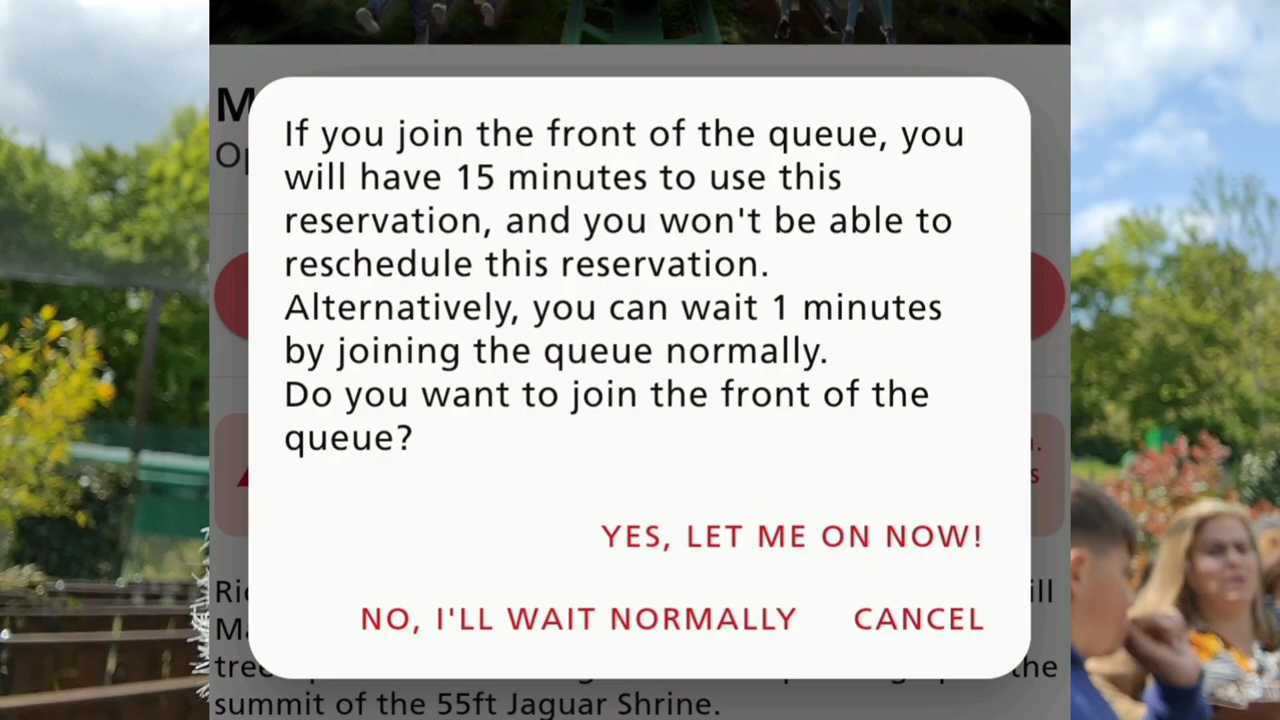 M
Op
If you join the front of the queue, you
will have 15 minutes to use this
reservation, and you won't be able to
reschedule this reservation.
Alternatively, you can wait 1 minutes
by joining the queue normally.
Do you want to join the front of the
queue?
YES, LET ME ON NOW!
NO, I'LL WAIT NORMALLY CANCEL
summit of the 55ft Jaguar Shrine.